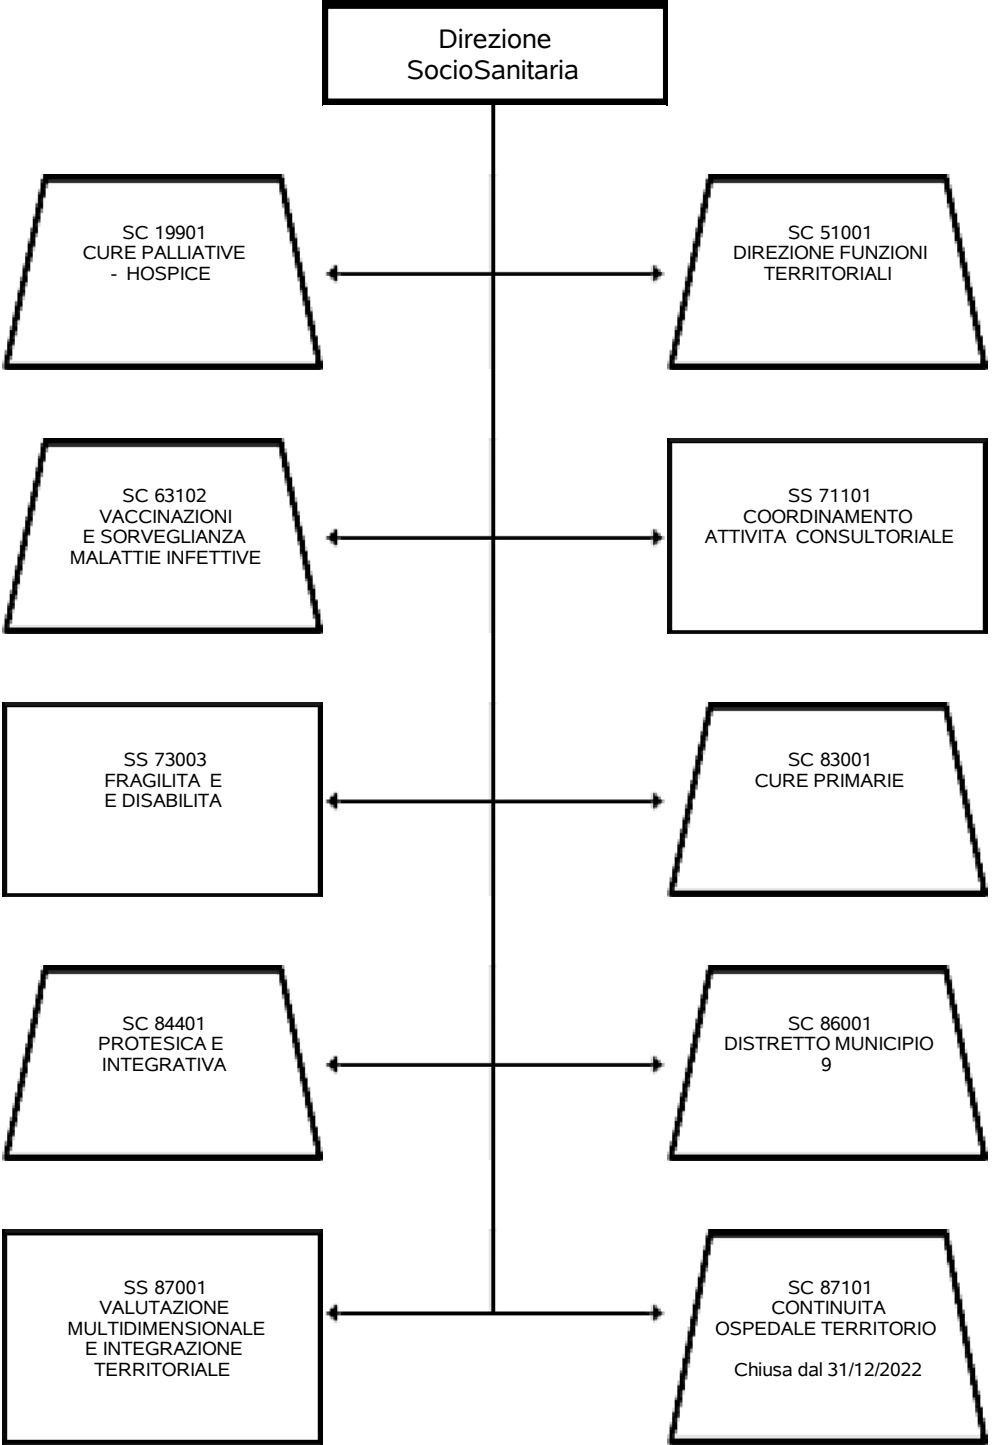 Direzione
SocioSanitaria
SC 19901
CURE PALLIATIVE
- HOSPICE
SC 51001
DIREZIONE FUNZIONI
TERRITORIALI
SC 63102
VACCINAZIONI
E SORVEGLIANZA
MALATTIE INFETTIVE
SS 71101
COORDINAMENTO
ATTIVITA CONSULTORIALE
SS 73003
FRAGILITA E
E DISABILITA
SC 83001
CURE PRIMARIE
SC 84401
PROTESICA E
INTEGRATIVA
SC 86001
DISTRETTO MUNICIPIO
9
SS 87001
VALUTAZIONE
MULTIDIMENSIONALE
E INTEGRAZIONE
TERRITORIALE
SC 87101
CONTINUITA
OSPEDALE TERRITORIO
Chiusa dal 31/12/2022